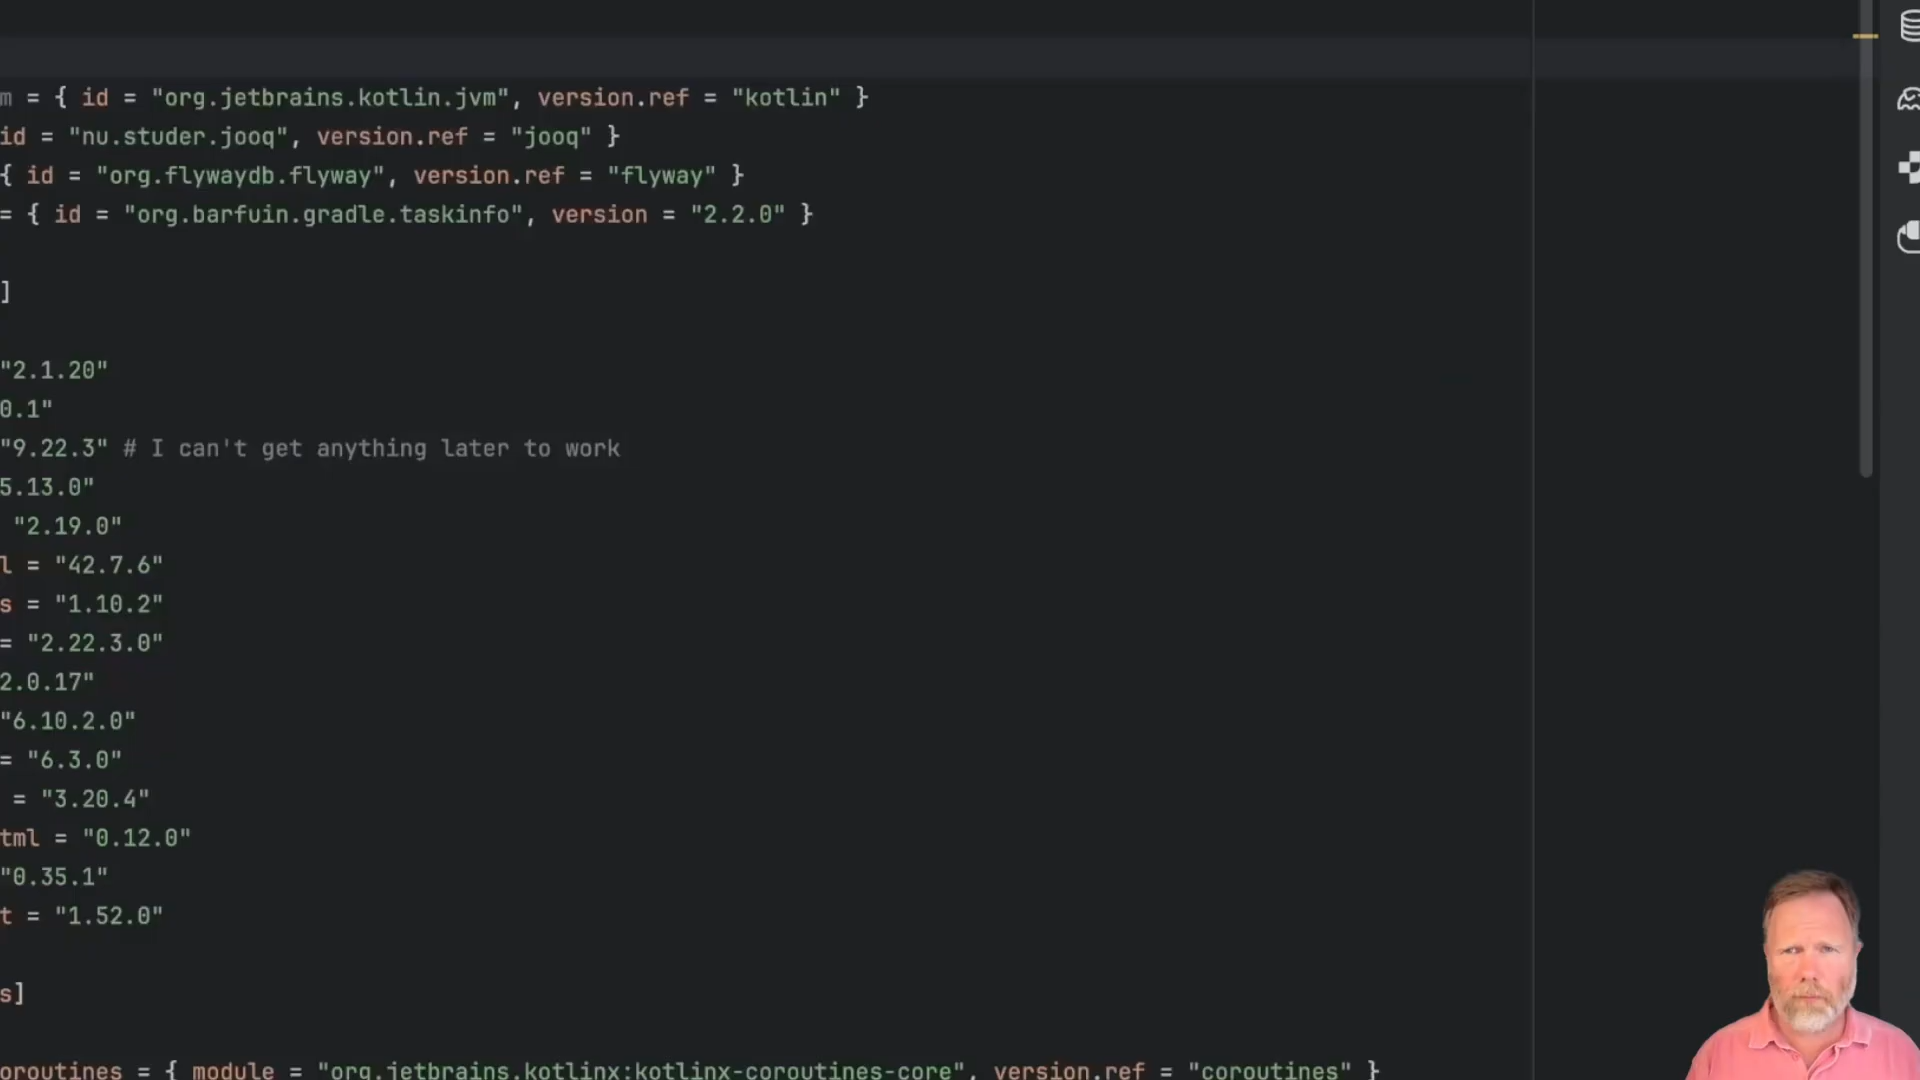 m = { id = "org.jetbrains.kotlin.jvm", version.ref = "kotlin" }
id = "nu.studer.jooq", version.ref = "jooq" }
{ id = "org.flywaydb.flyway", version.ref = "flyway" }
= { id = "org.barfuin.gradle.taskinfo", version = "2.2.0" }
]
"2.1.20"
0.1"
"9.22.3" # I can't get anything later to work
5.13.0"
"2.19.0"
l = "42.7.6"
s = "1.10.2"
= "2.22.3.0"
2.0.17"
"6.10.2.0"
= "6.3.0"
= "3.20.4"
tml = "0.12.0"
"0.35.1"
t = "1.52.0"
s]
oroutines = { module = "org.jetbrains.kotlinx:kotlinx-coroutines-core", version.ref = "coroutines" }